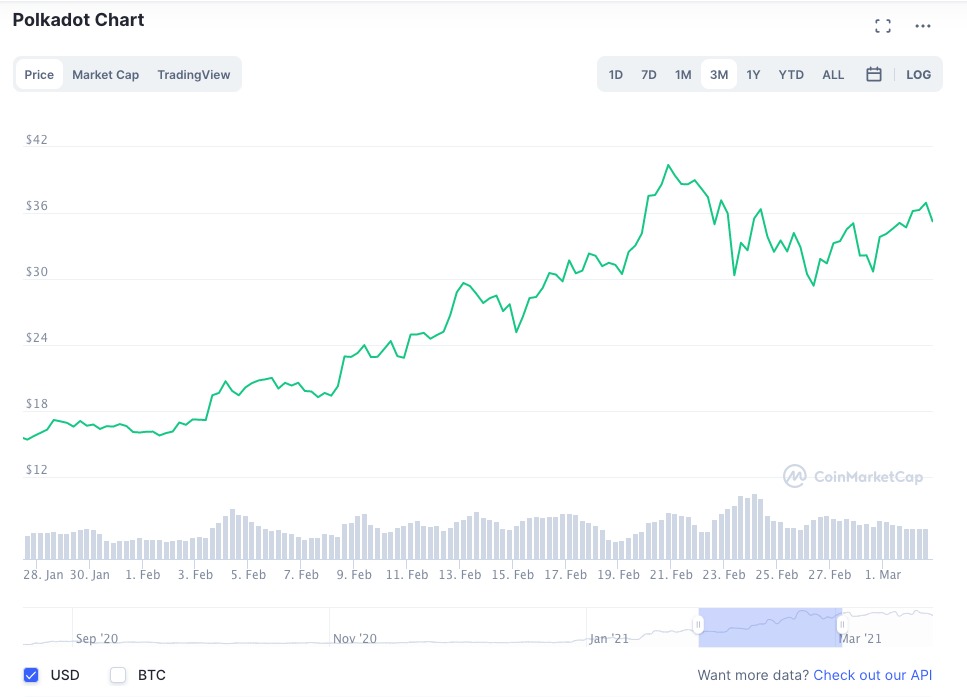 Polkadot Chart
Price Market Cap TradingView 1D 7D 1M 3M 1Y YTD ALL LOG
$42
$36
$30
$24
$18
$12
CoinMarketCap
28. Jan 30. Jan 1. Feb 3. Feb 5. Feb 7. Feb 9. Feb 11. Feb 13. Feb 15. Feb 17. Feb 19. Feb 21. Feb 23. Feb 25. Feb 27. Feb 1. Mar
Sep '20 Nov '20 Jan '21 Mar '21
USD BTC Want more data? Check out our API